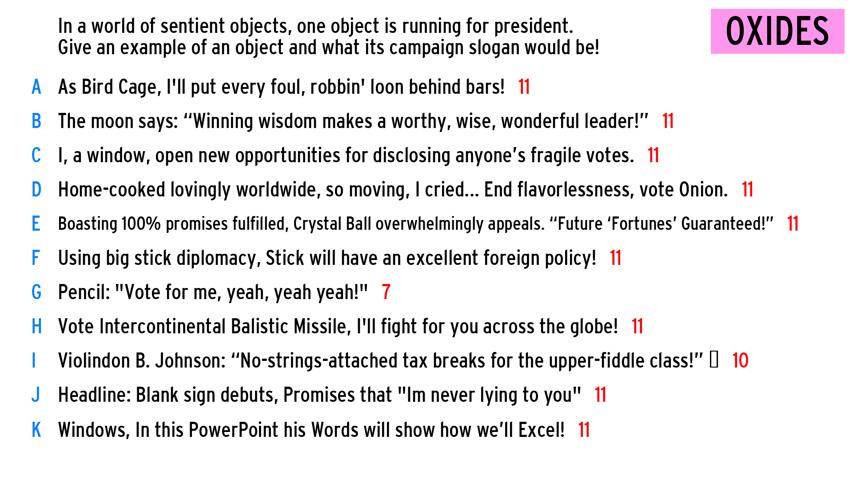 In a world of sentient objects, one object is running for president.
Give an example of an object and what its campaign slogan would be!
OXIDES
A As Bird Cage, I'll put every foul, robbin' loon behind bars! 11
B The moon says: “Winning wisdom makes a worthy, wise, wonderful leader!” 11
C I, a window, open new opportunities for disclosing anyone’s fragile votes. 11
D Home-cooked lovingly worldwide, so moving, I cried... End flavorlessness, vote Onion. 11
E Boasting 100% promises fulfilled, Crystal Ball overwhelmingly appeals. “Future ‘Fortunes’ Guaranteed!” 11
F Using big stick diplomacy, Stick will have an excellent foreign policy! 11
G Pencil: "Vote for me, yeah, yeah yeah!" 7
H Vote Intercontinental Balistic Missile, I'll fight for you across the globe! 11
I Violindon B. Johnson: “No-strings-attached tax breaks for the upper-fiddle class!” 10
J Headline: Blank sign debuts, Promises that "Im never lying to you" 11
K Windows, In this PowerPoint his Words will show how we’ll Excel! 11